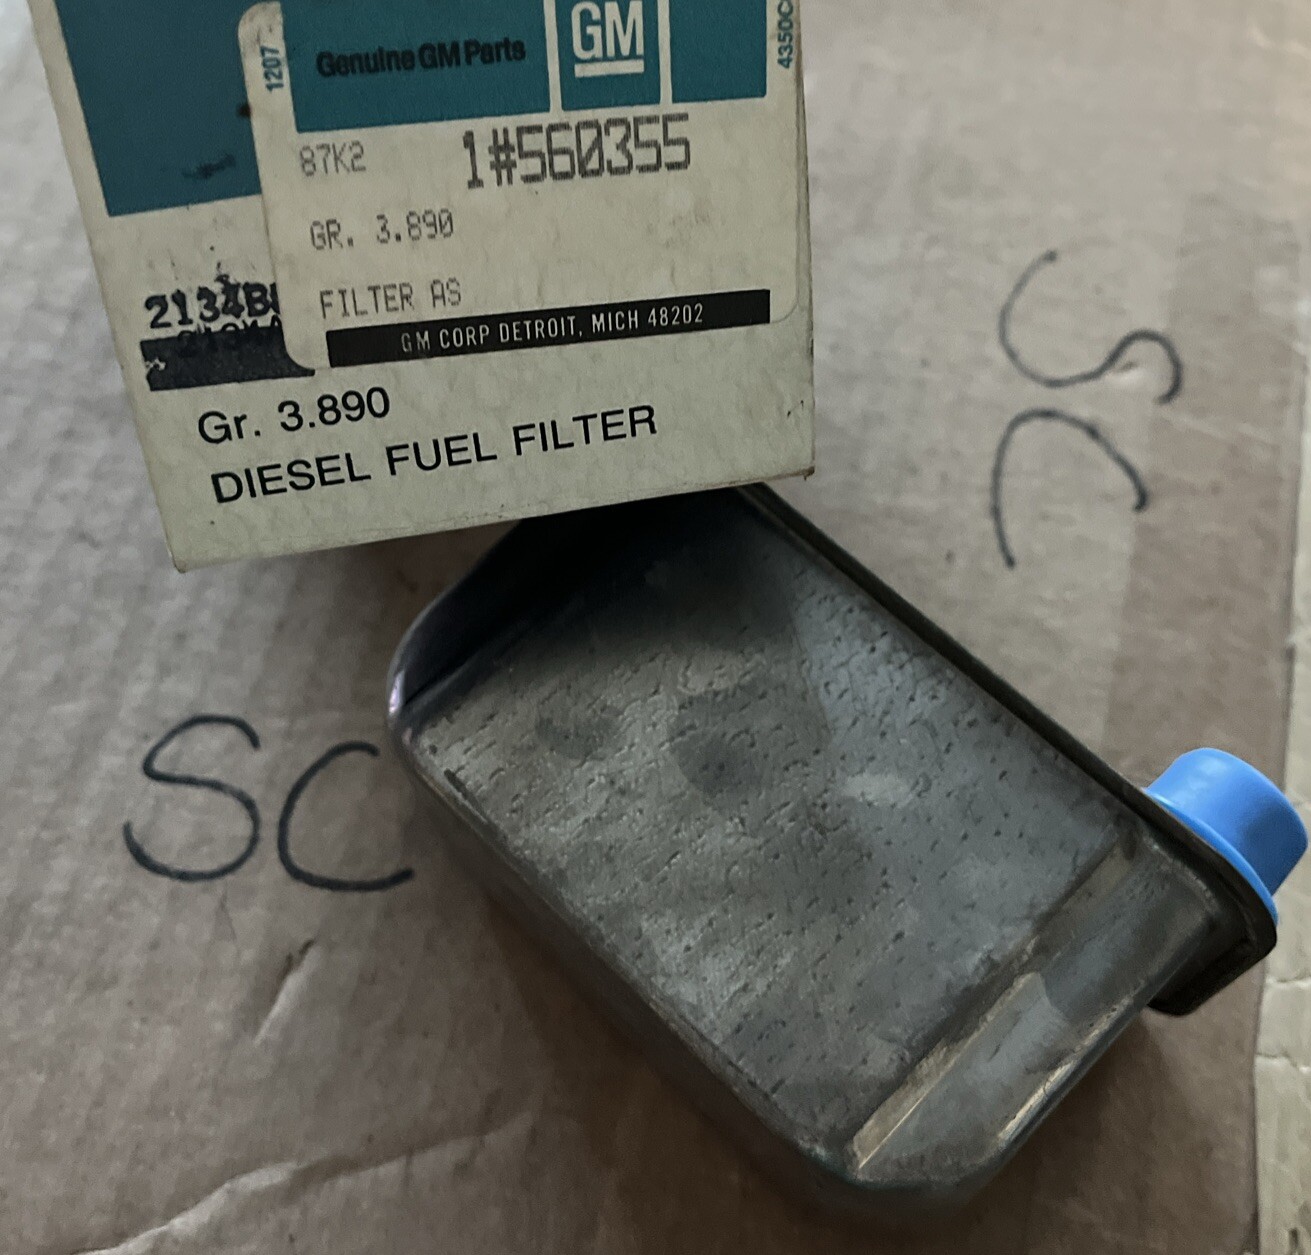 1207
Genuine GM Parts
GM
4350C
87K2
1#560355
GR. 3.890
FILTER AS
GM CORP DETROIT, MICH 48202
Gr. 3.890
DIESEL FUEL FILTER
SC
SC